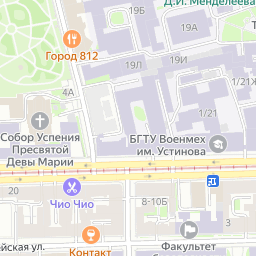 Д.И. Менделеева
19Б
19А
Город 812
19Л
19И
4А
1/21
1/21
Собор Успения
Пресвятой
Девы Марии
БГТУ Военмех
им. Устинова
20
Чио Чио
8-10Б
ейская ул.
Контакт
Факультет